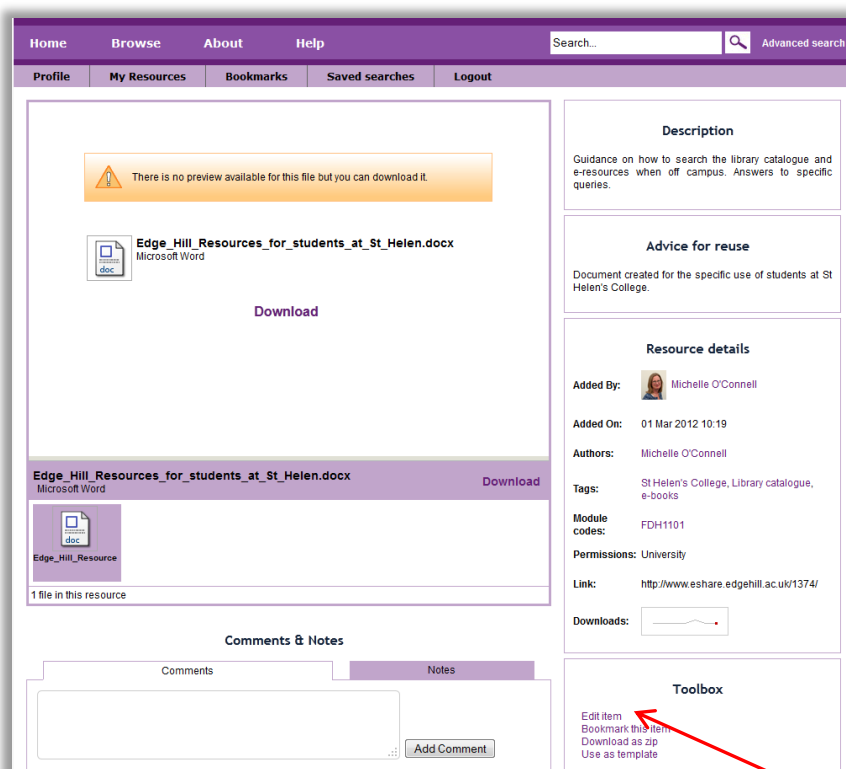 Home Browse About Help Search... Advanced search
Profile My Resources Bookmarks Saved searches Logout
There is no preview available for this file but you can download it.
doc
Edge_Hill_Resources_for_students_at_St_Helen.docx
Microsoft Word
Download
Edge_Hill_Resources_for_students_at_St_Helen.docx
Microsoft Word
Download
doc
Edge_Hill_Resource
1 file in this resource
Comments & Notes
Comments Notes
Add Comment
Description
Guidance on how to search the library catalogue and
e-resources when off campus. Answers to specific
queries.
Advice for reuse
Document created for the specific use of students at St
Helen's College.
Resource details
Added By: Michelle O'Connell
Added On: 01 Mar 2012 10:19
Authors: Michelle O'Connell
Tags: St Helen's College, Library catalogue,
e-books
Module
codes: FDH1101
Permissions: University
Link: http://www.eshare.edgehill.ac.uk/1374/
Downloads:
Toolbox
Edit item
Bookmark this item
Download as zip
Use as template